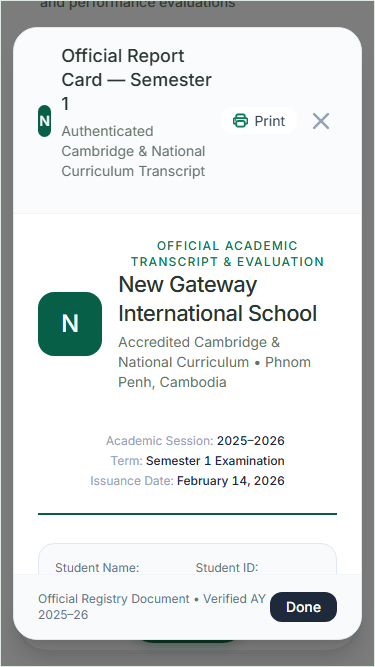 and performance evaluations
N
Official Report
Card — Semester
1
Authenticated
Cambridge & National
Curriculum Transcript
Print
OFFICIAL ACADEMIC
TRANSCRIPT & EVALUATION
N
New Gateway
International School
Accredited Cambridge &
National Curriculum • Phnom
Penh, Cambodia
Academic Session: 2025–2026
Term: Semester 1 Examination
Issuance Date: February 14, 2026
Student Name:
Student ID:
Official Registry Document • Verified AY
2025–26
Done